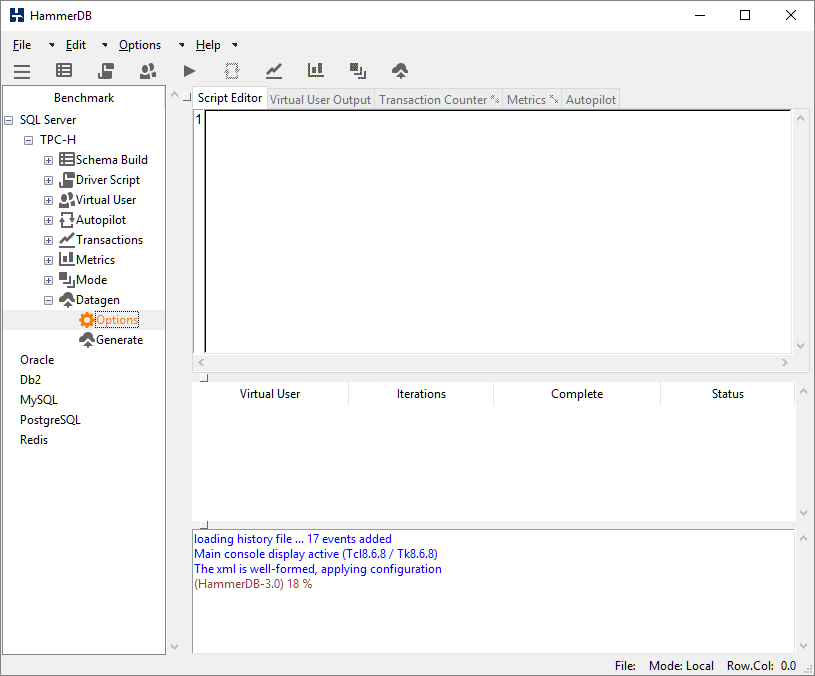 HammerDB
File Edit Options Help
Benchmark
SQL Server
TPC-H
Schema Build
Driver Script
Virtual User
Autopilot
Transactions
Metrics
Mode
Datagen
Options
Generate
Oracle
Db2
MySQL
PostgreSQL
Redis
Script Editor Virtual User Output Transaction Counter Metrics Autopilot
1
Virtual User Iterations Complete Status
loading history file ... 17 events added
Main console display active (Tcl8.6.8 / Tk8.6.8)
The xml is well-formed, applying configuration
(HammerDB-3.0) 18 %
File: Mode: Local Row.Col: 0.0